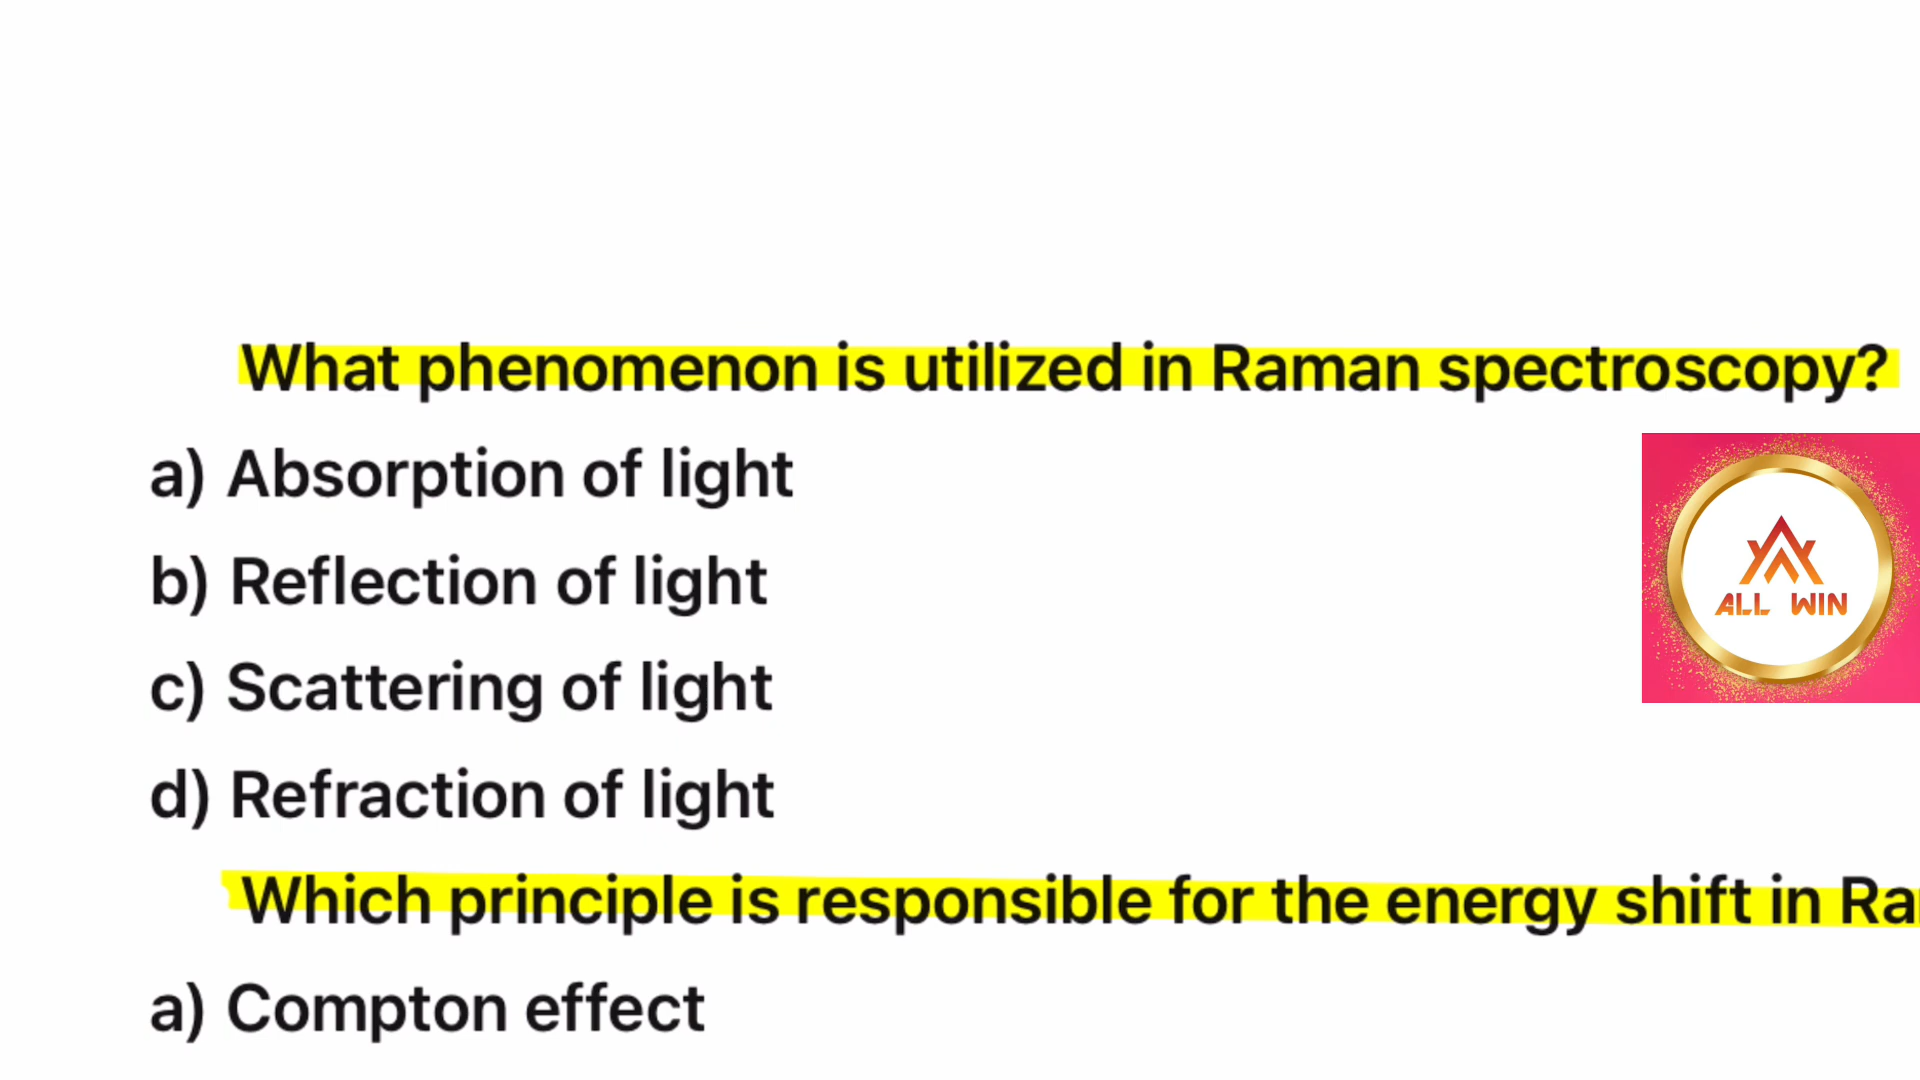 What phenomenon is utilized in Raman spectroscopy?
a) Absorption of light
b) Reflection of light
c) Scattering of light
d) Refraction of light
ALL WIN
Which principle is responsible for the energy shift in
a) Compton effect